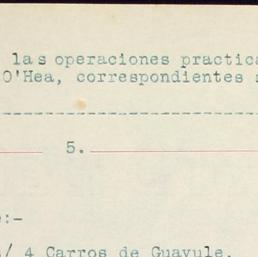 las operaciones practica
O'Hea, correspondientes
5.
e:-
s/ 4 Carros de Guayule.